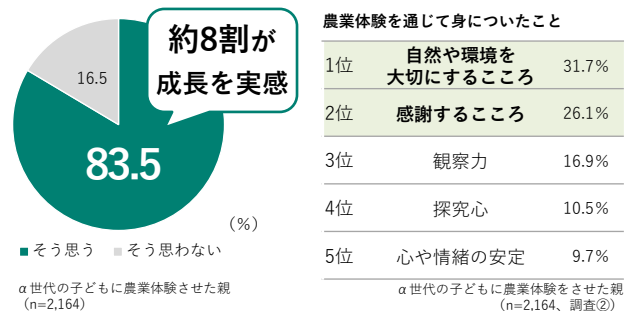 約8割が
成長を実感
16.5
83.5
（%）
■そう思う ■そう思わない
α世代の子どもに農業体験させた親
（n=2,164）
農業体験を通じて身についたこと
1位 自然や環境を
大切にするこころ 31.7%
2位 感謝するこころ 26.1%
3位 観察力 16.9%
4位 探究心 10.5%
5位 心や情緒の安定 9.7%
α世代の子どもに農業体験をさせた親
（n=2,164、調査②）